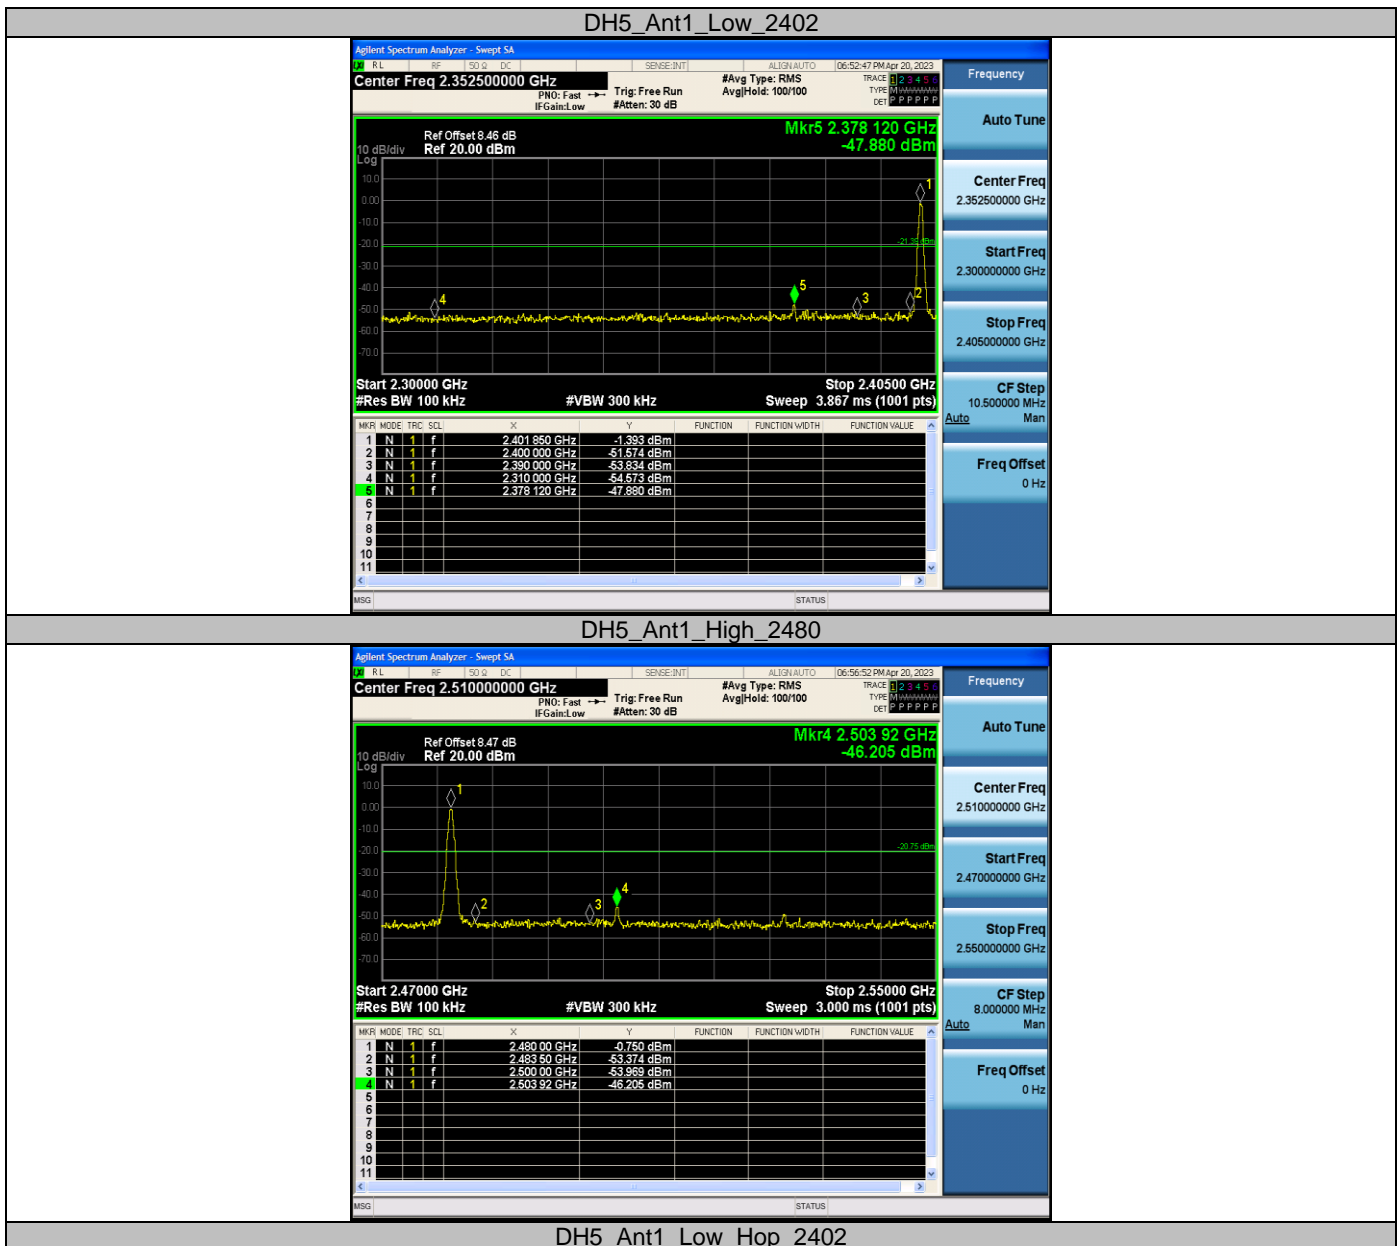 DH5_Ant1_Low_2402
Agilent Spectrum Analyzer - Swept SA
RL RF 50 Ω DC SENSE:INT ALIGN AUTO 06:52:47 PM Apr 20, 2023
Center Freq 2.352500000 GHz
PNO: Fast
IFGain:Low
Trig: Free Run
#Atten: 30 dB
#Avg Type: RMS
Avg|Hold: 100/100
TRACE 1 2 3 4 5 6
TYPE M
DET P P P P P P
Mkr5 2.378 120 GHz
-47.880 dBm
Ref Offset 8.46 dB
Ref 20.00 dBm
10 dB/div
Log
10.0
0.00
-10.0
-20.0
-30.0
-40.0
-50.0
-60.0
-70.0
1
2
3
4
5
Start 2.30000 GHz
Stop 2.40500 GHz
#Res BW 100 kHz
#VBW 300 kHz
Sweep 3.867 ms (1001 pts)
MKR MODE TRC SCL X Y FUNCTION FUNCTION WIDTH FUNCTION VALUE
1 N 1 f 2.401 850 GHz -1.393 dBm
2 N 1 f 2.400 000 GHz -51.574 dBm
3 N 1 f 2.390 000 GHz -53.834 dBm
4 N 1 f 2.310 000 GHz -54.573 dBm
5 N 1 f 2.378 120 GHz -47.880 dBm
6
7
8
9
10
11
MSG STATUS
Frequency
Auto Tune
Center Freq
2.352500000 GHz
Start Freq
2.300000000 GHz
Stop Freq
2.405000000 GHz
CF Step
10.500000 MHz
Auto Man
Freq Offset
0 Hz
DH5_Ant1_High_2480
Agilent Spectrum Analyzer - Swept SA
RL RF 50 Ω DC SENSE:INT ALIGN AUTO 06:56:52 PM Apr 20, 2023
Center Freq 2.510000000 GHz
PNO: Fast
IFGain:Low
Trig: Free Run
#Atten: 30 dB
#Avg Type: RMS
Avg|Hold: 100/100
TRACE 1 2 3 4 5 6
TYPE M
DET P P P P P P
Mkr4 2.503 92 GHz
-46.205 dBm
Ref Offset 8.47 dB
Ref 20.00 dBm
10 dB/div
Log
10.0
0.00
-10.0
-20.0
-30.0
-40.0
-50.0
-60.0
-70.0
1
2
3
4
-20.75 dBm
Start 2.47000 GHz
Stop 2.55000 GHz
#Res BW 100 kHz
#VBW 300 kHz
Sweep 3.000 ms (1001 pts)
MKR MODE TRC SCL X Y FUNCTION FUNCTION WIDTH FUNCTION VALUE
1 N 1 f 2.480 00 GHz -0.750 dBm
2 N 1 f 2.483 50 GHz -53.374 dBm
3 N 1 f 2.500 00 GHz -53.969 dBm
4 N 1 f 2.503 92 GHz -46.205 dBm
5
6
7
8
9
10
11
MSG STATUS
Frequency
Auto Tune
Center Freq
2.510000000 GHz
Start Freq
2.470000000 GHz
Stop Freq
2.550000000 GHz
CF Step
8.000000 MHz
Auto Man
Freq Offset
0 Hz
DH5_Ant1_Low_Hop_2402